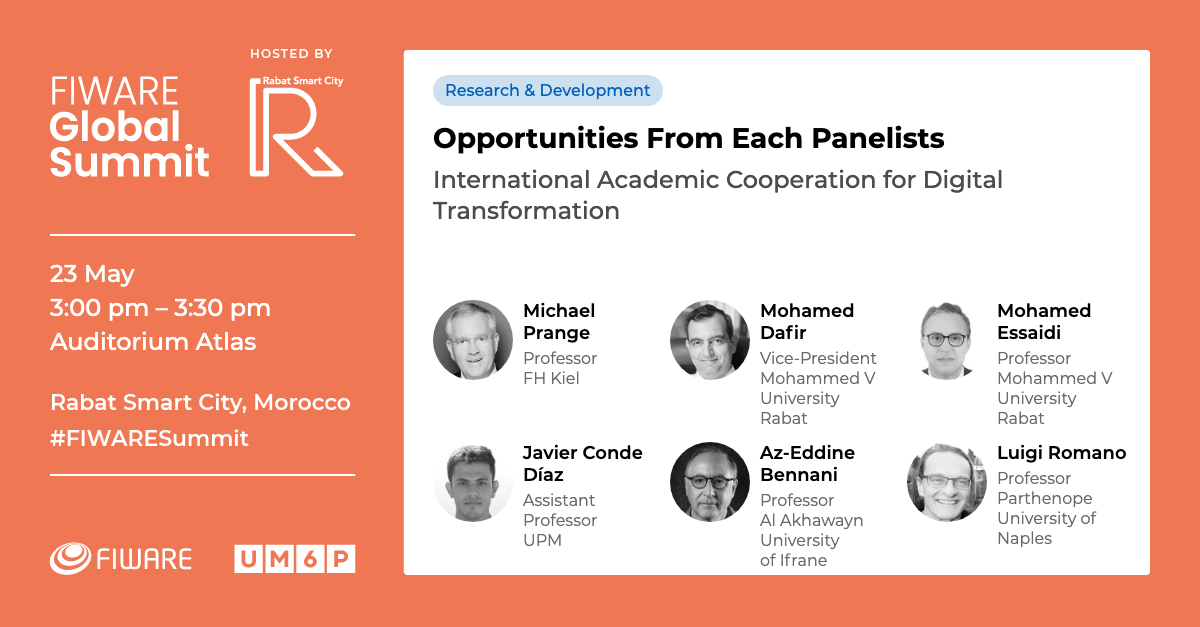 HOSTED BY
FIWARE
Global
Summit
Rabat Smart City
R
23 May
3:00 pm – 3:30 pm
Auditorium Atlas
Rabat Smart City, Morocco
#FIWARESummit
FIWARE
UM6P
Research & Development
Opportunities From Each Panelists
International Academic Cooperation for Digital
Transformation
Michael
Prange
Professor
FH Kiel
Mohamed
Dafir
Vice-President
Mohammed V
University
Rabat
Mohamed
Essaidi
Professor
Mohammed V
University
Rabat
Javier Conde
Díaz
Assistant
Professor
UPM
Az-Eddine
Bennani
Professor
Al Akhawayn
University
of Ifrane
Luigi Romano
Professor
Parthenope
University of
Naples